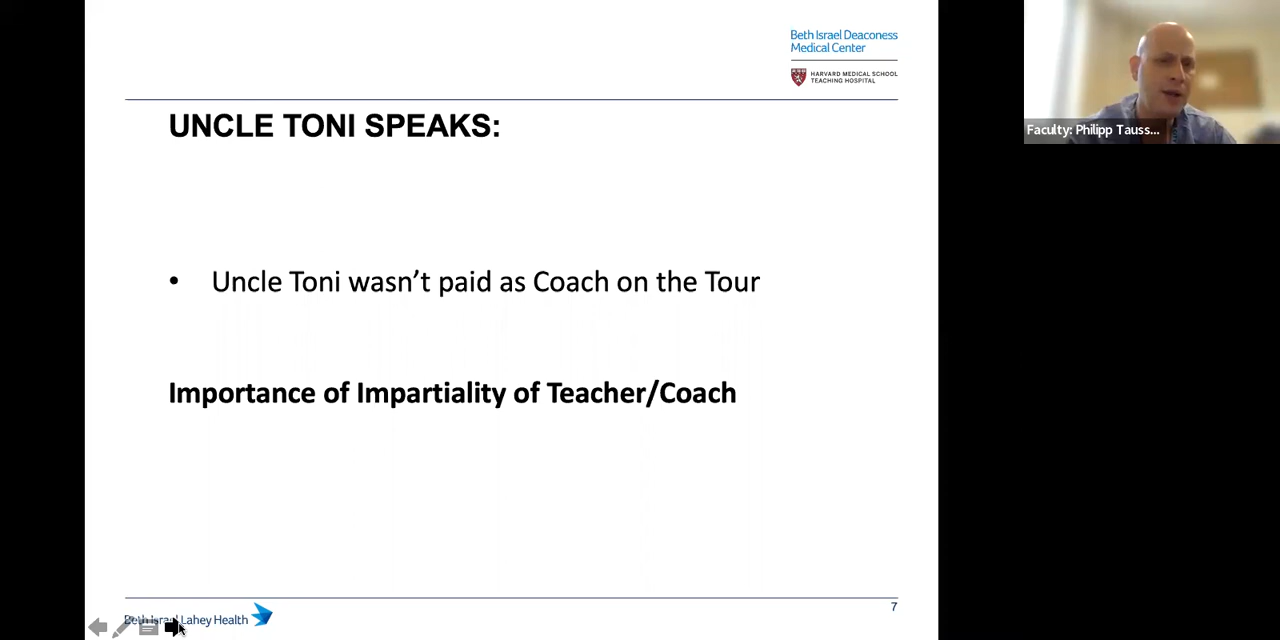 Beth Israel Deaconess
Medical Center
HARVARD MEDICAL SCHOOL
TEACHING HOSPITAL
Faculty: Philipp Tauss...
UNCLE TONI SPEAKS:
• Uncle Toni wasn’t paid as Coach on the Tour
Importance of Impartiality of Teacher/Coach
Beth Israel Lahey Health
7